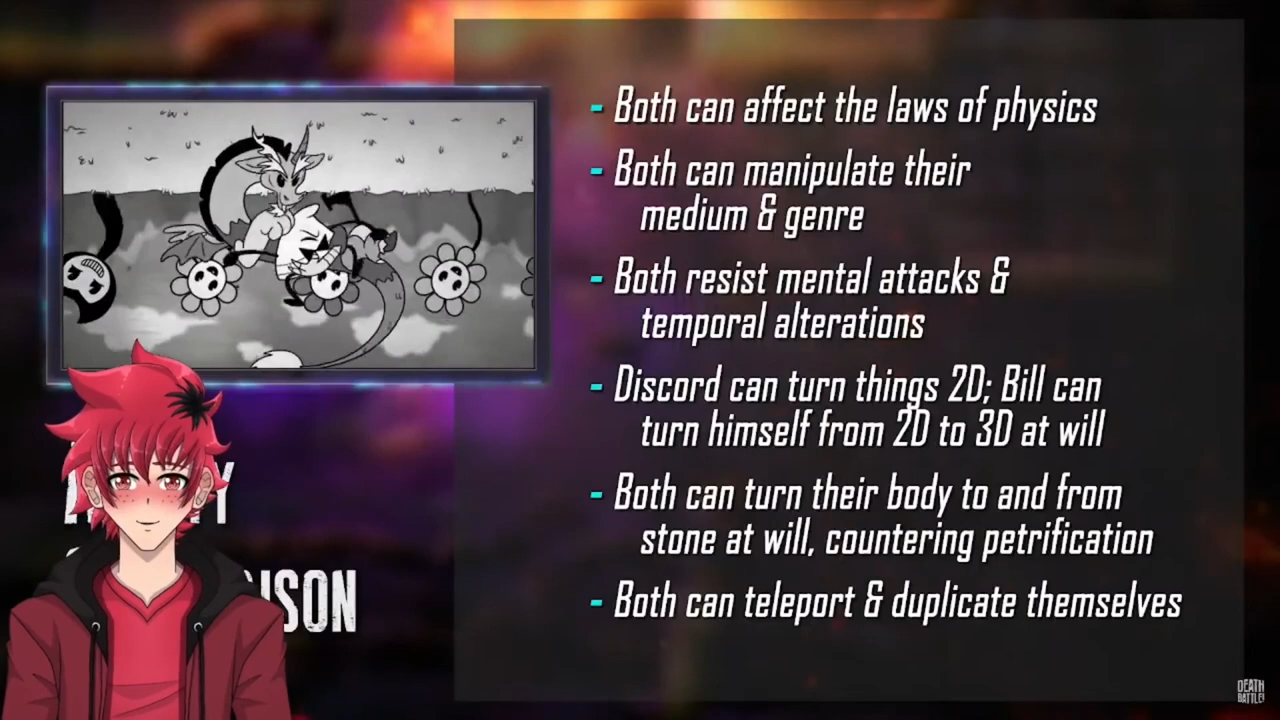 - Both can affect the laws of physics
- Both can manipulate their
medium & genre
- Both resist mental attacks &
temporal alterations
- Discord can turn things 2D; Bill can
turn himself from 2D to 3D at will
- Both can turn their body to and from
stone at will, countering petrification
- Both can teleport & duplicate themselves
DEATH
BATTLE!